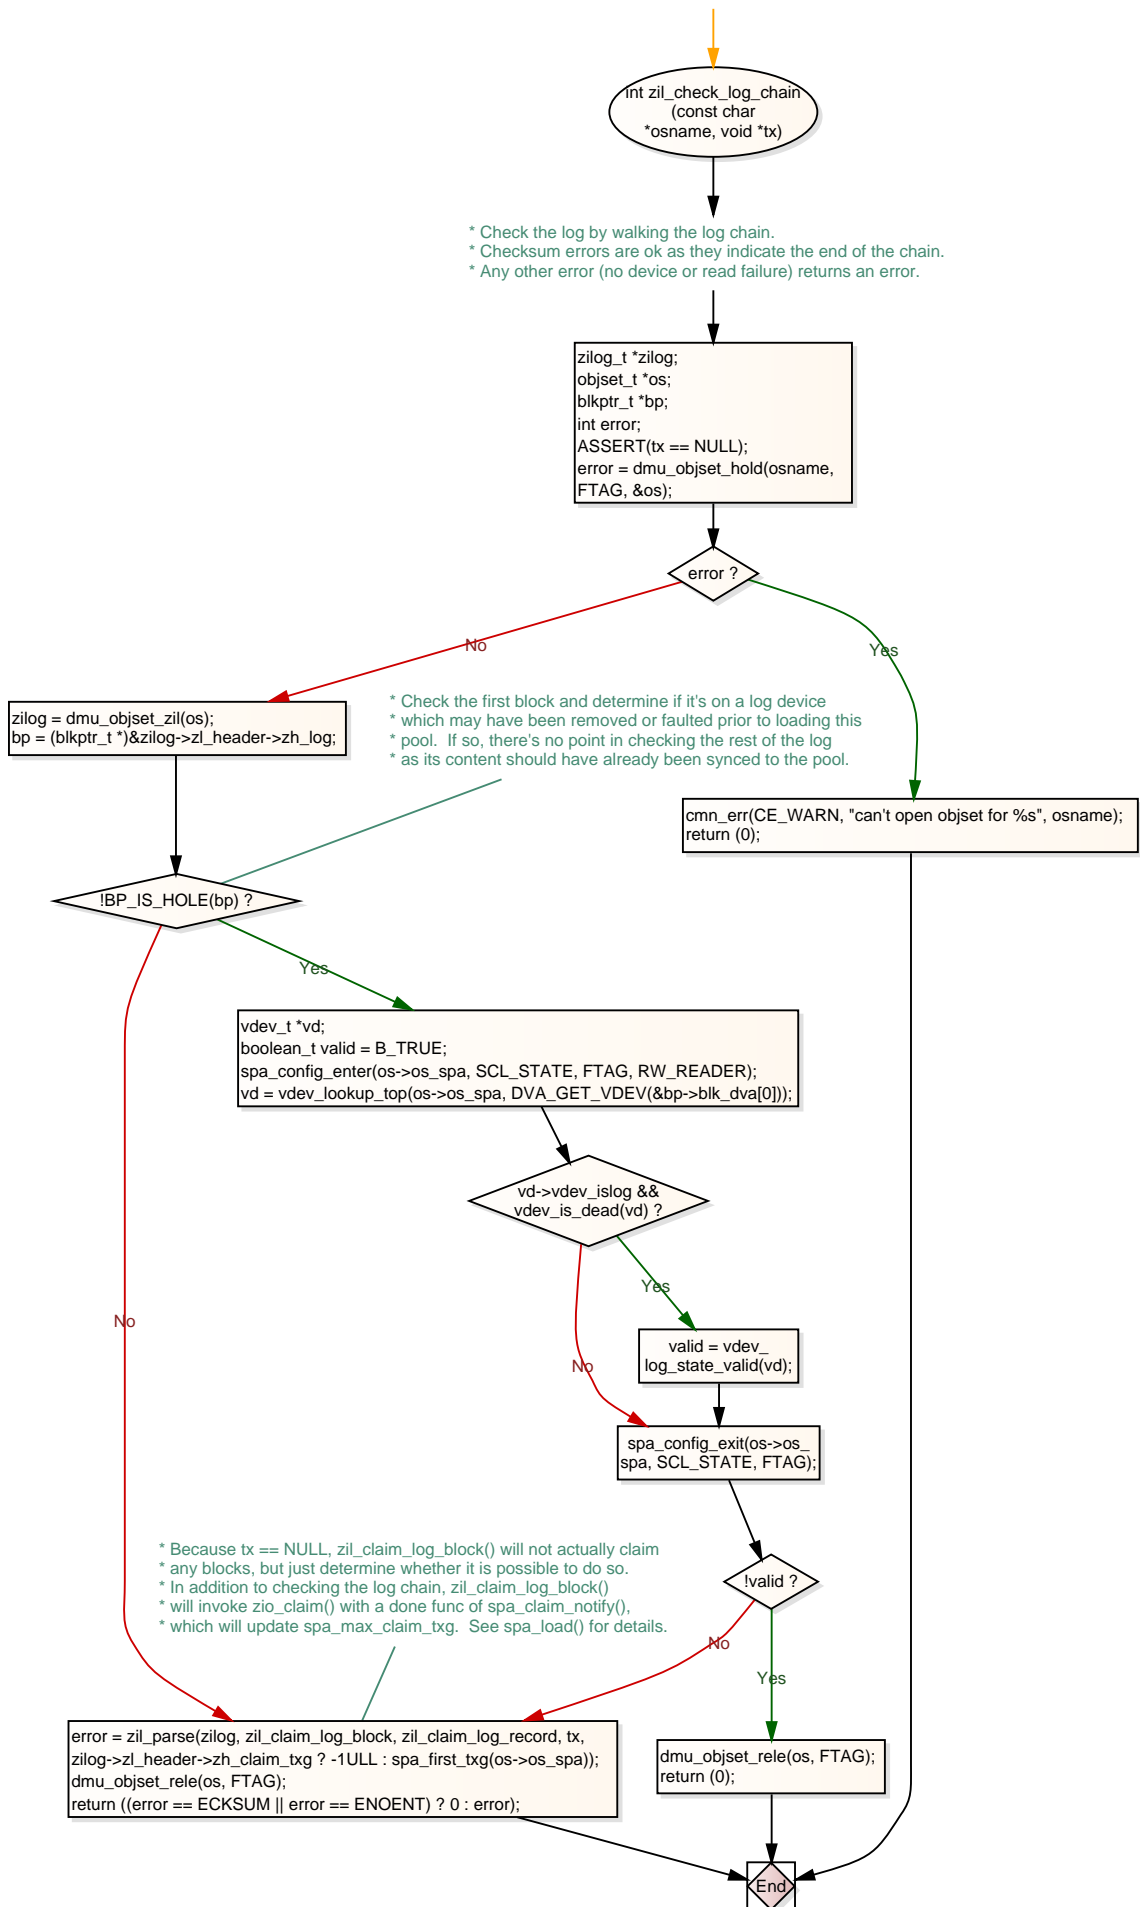 int zil_check_log_chain
(const char
*osname, void *tx)
* Check the log by walking the log chain.
* Checksum errors are ok as they indicate the end of the chain.
* Any other error (no device or read failure) returns an error.
zilog_t *zilog;
objset_t *os;
blkptr_t *bp;
int error;
ASSERT(tx == NULL);
error = dmu_objset_hold(osname,
FTAG, &os);
error ?
No
Yes
zilog = dmu_objset_zil(os);
bp = (blkptr_t *)&zilog->zl_header->zh_log;
* Check the first block and determine if it's on a log device
* which may have been removed or faulted prior to loading this
* pool.  If so, there's no point in checking the rest of the log
* as its content should have already been synced to the pool.
cmn_err(CE_WARN, "can't open objset for %s", osname);
return (0);
!BP_IS_HOLE(bp) ?
Yes
vdev_t *vd;
boolean_t valid = B_TRUE;
spa_config_enter(os->os_spa, SCL_STATE, FTAG, RW_READER);
vd = vdev_lookup_top(os->os_spa, DVA_GET_VDEV(&bp->blk_dva[0]));
vd->vdev_islog &&
vdev_is_dead(vd) ?
Yes
No
No
valid = vdev_
log_state_valid(vd);
spa_config_exit(os->os_
spa, SCL_STATE, FTAG);
* Because tx == NULL, zil_claim_log_block() will not actually claim
* any blocks, but just determine whether it is possible to do so.
* In addition to checking the log chain, zil_claim_log_block()
* will invoke zio_claim() with a done func of spa_claim_notify(),
* which will update spa_max_claim_txg.  See spa_load() for details.
!valid ?
No
Yes
error = zil_parse(zilog, zil_claim_log_block, zil_claim_log_record, tx,
zilog->zl_header->zh_claim_txg ? -1ULL : spa_first_txg(os->os_spa));
dmu_objset_rele(os, FTAG);
return ((error == ECKSUM || error == ENOENT) ? 0 : error);
dmu_objset_rele(os, FTAG);
return (0);
End